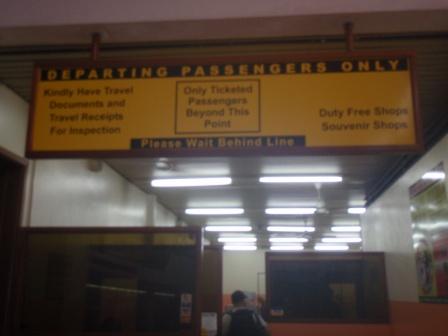 DEPARTING PASSENGERS ONLY
Kindly Have Travel
Documents and
Travel Receipts
For Inspection
Only Ticketed
Passengers
Beyond This
Point
Duty Free Shops
Souvenir Shops
Please Wait Behind Line